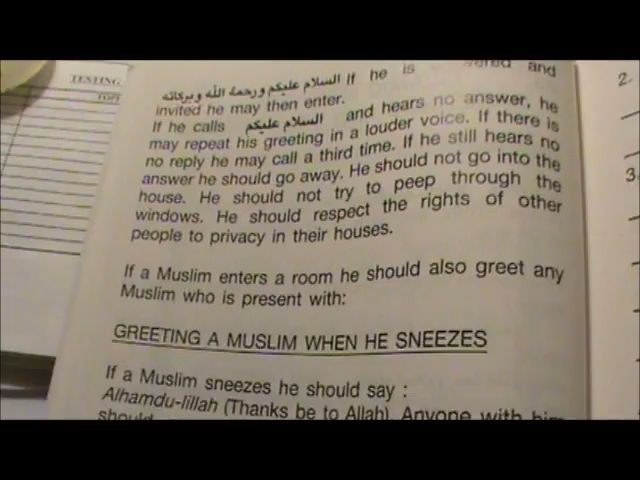 TESTING
السلام عليكم ورحمة الله وبركاته If he is and
invited he may then enter.
If he calls السلام عليكم and hears no answer, he
may repeat his greeting in a louder voice. If there is
no reply he may call a third time. If he still hears no
answer he should go away. He should not go into the
house. He should not try to peep through the
windows. He should respect the rights of other
people to privacy in their houses.
If a Muslim enters a room he should also greet any
Muslim who is present with:
GREETING A MUSLIM WHEN HE SNEEZES
If a Muslim sneezes he should say :
Alhamdu-lillah (Thanks be to Allah). Anyone with him
should
2.
3.